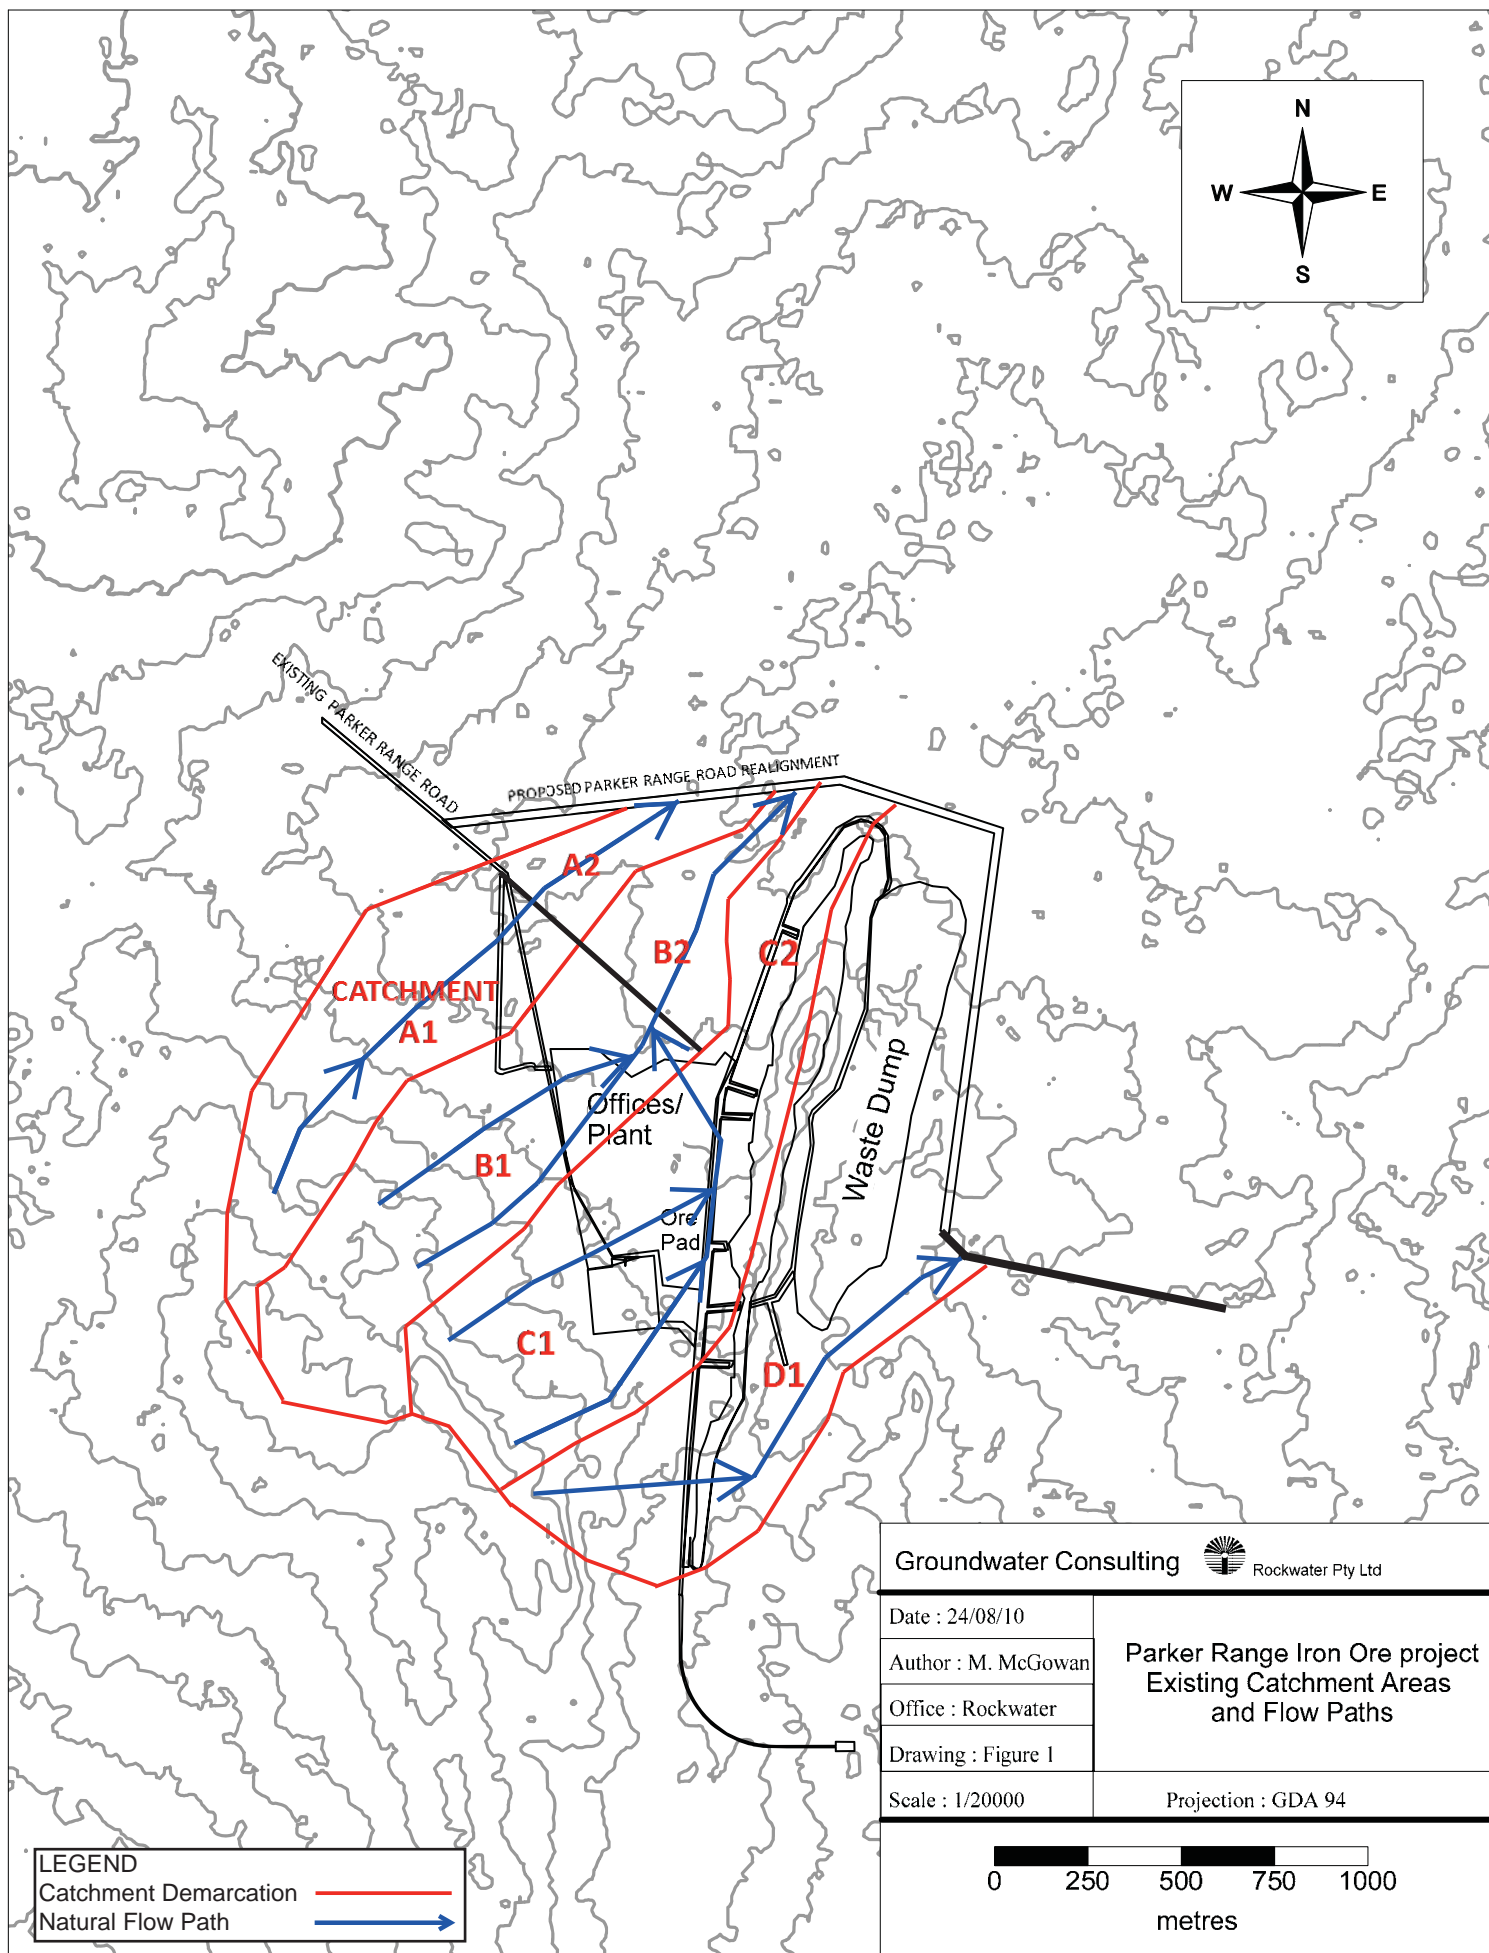 N
W
E
S
EXISTING PARKER RANGE ROAD
PROPOSED PARKER RANGE ROAD REALIGNMENT
A2
B2
C2
CATCHMENT
A1
Offices/
Plant
Waste Dump
B1
Ore
Pad
C1
D1
Groundwater Consulting
Rockwater Pty Ltd
Date : 24/08/10
Author : M. McGowan
Office : Rockwater
Drawing : Figure 1
Scale : 1/20000
Parker Range Iron Ore project
Existing Catchment Areas
and Flow Paths
Projection : GDA 94
0 250 500 750 1000
metres
LEGEND
Catchment Demarcation
Natural Flow Path